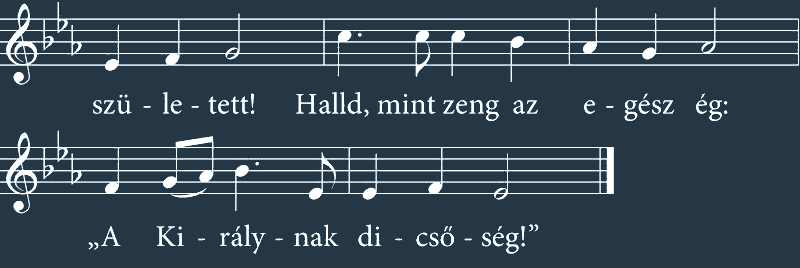 szü - le - tett! Halld, mint zeng az e - gész ég:
„A Ki - rály - nak di - cső - ség!”